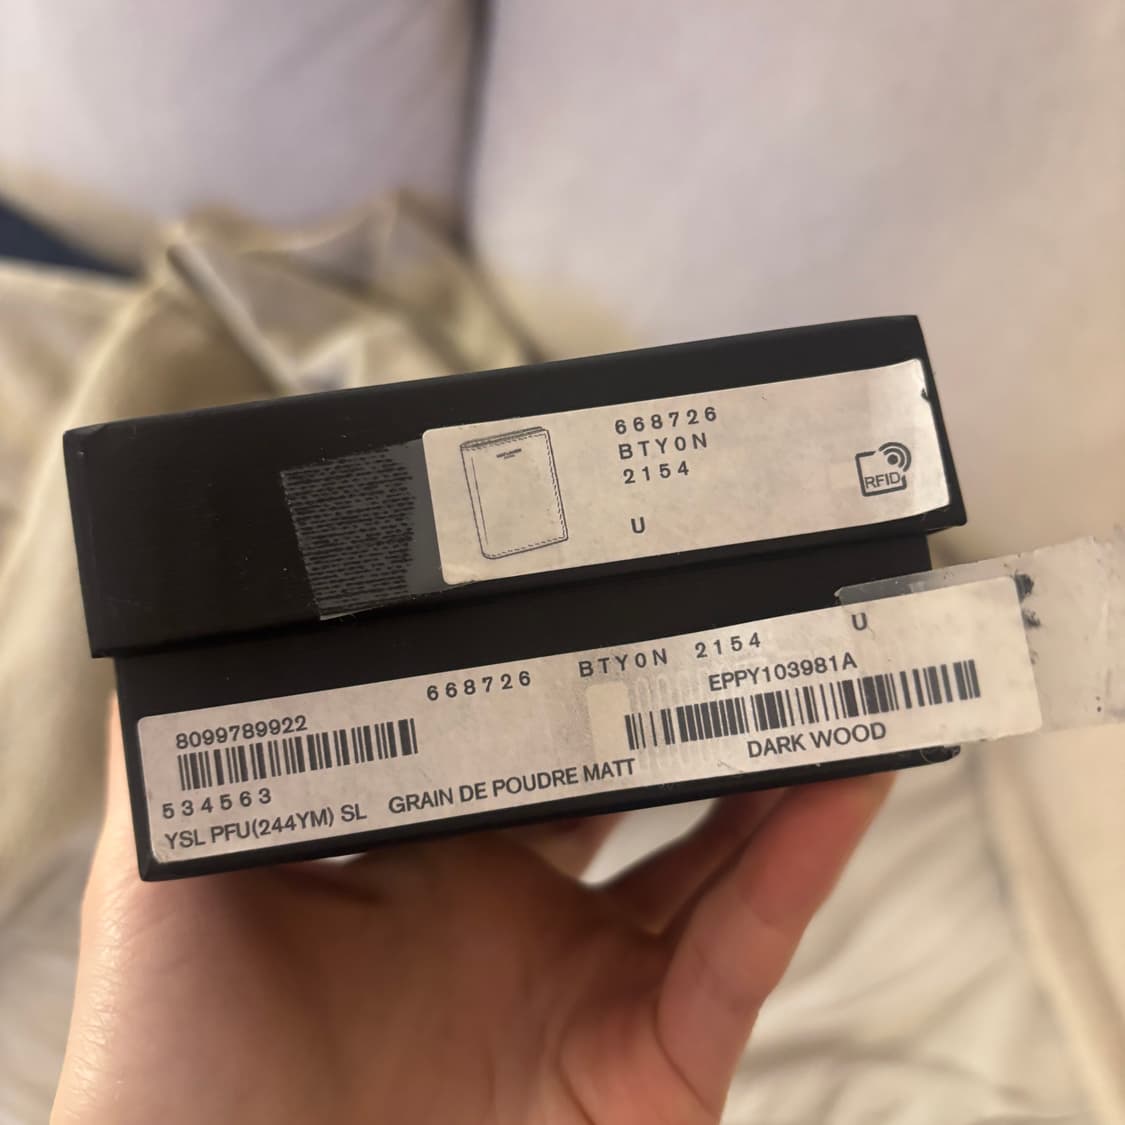 668726
BTY0N
2154
U
RFID
668726 BTY0N 2154 U
8099789922
EPPY103981A
534563
DARK WOOD
YSL PFU(244YM) SL GRAIN DE POUDRE MATT